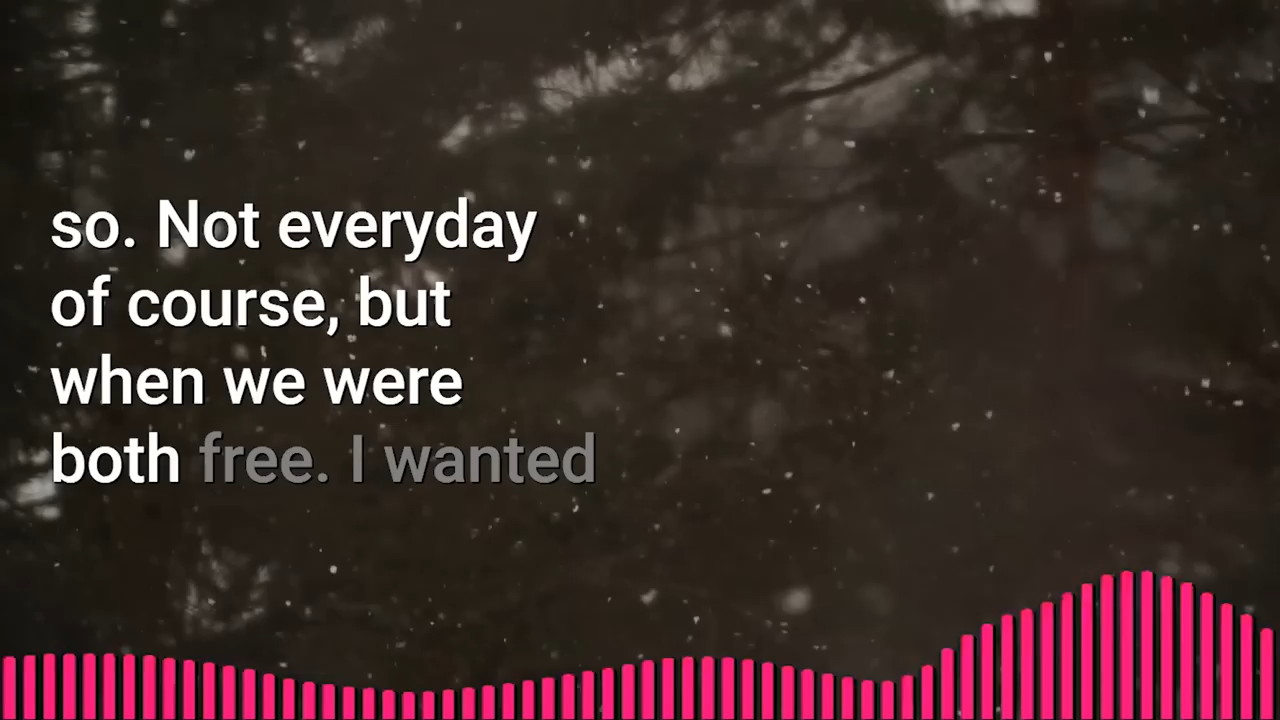 so. Not everyday
of course, but
when we were
both free. I wanted